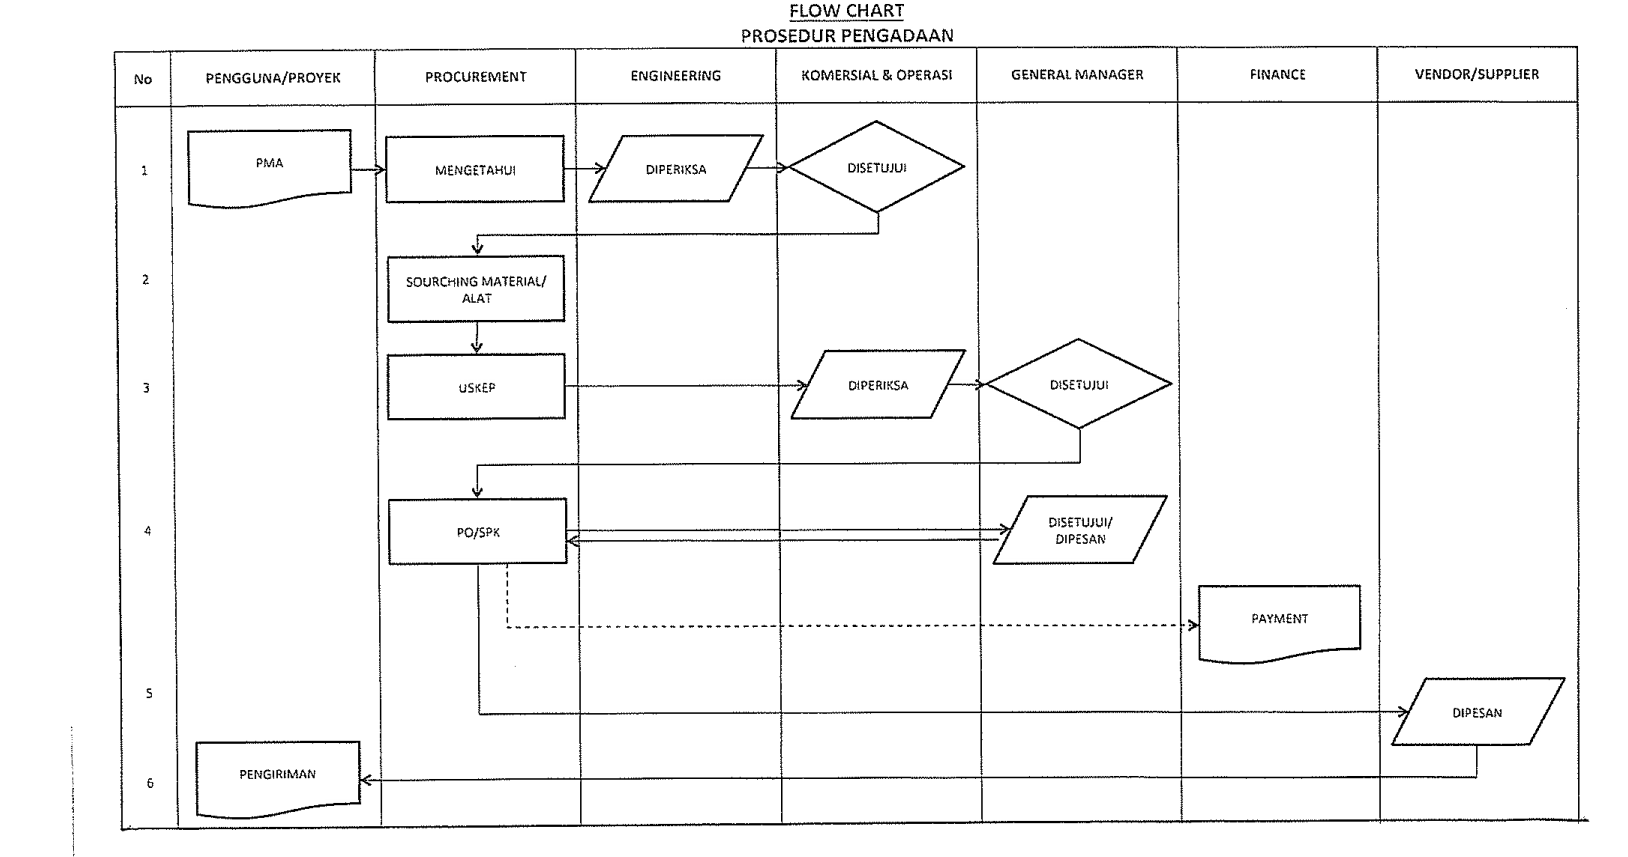 FLOW CHART
PROSEDUR PENGADAAN
No
PENGGUNA/PROYEK
PROCUREMENT
ENGINEERING
KOMERSIAL & OPERASI
GENERAL MANAGER
FINANCE
VENDOR/SUPPLIER
1
PMA
MENGETAHUI
DIPERIKSA
DISETUJUI
2
SOURCHING MATERIAL/
ALAT
3
USKEP
DIPERIKSA
DISETUJUI
4
PO/SPK
DISETUJUI/
DIPESAN
PAYMENT
5
DIPESAN
6
PENGIRIMAN